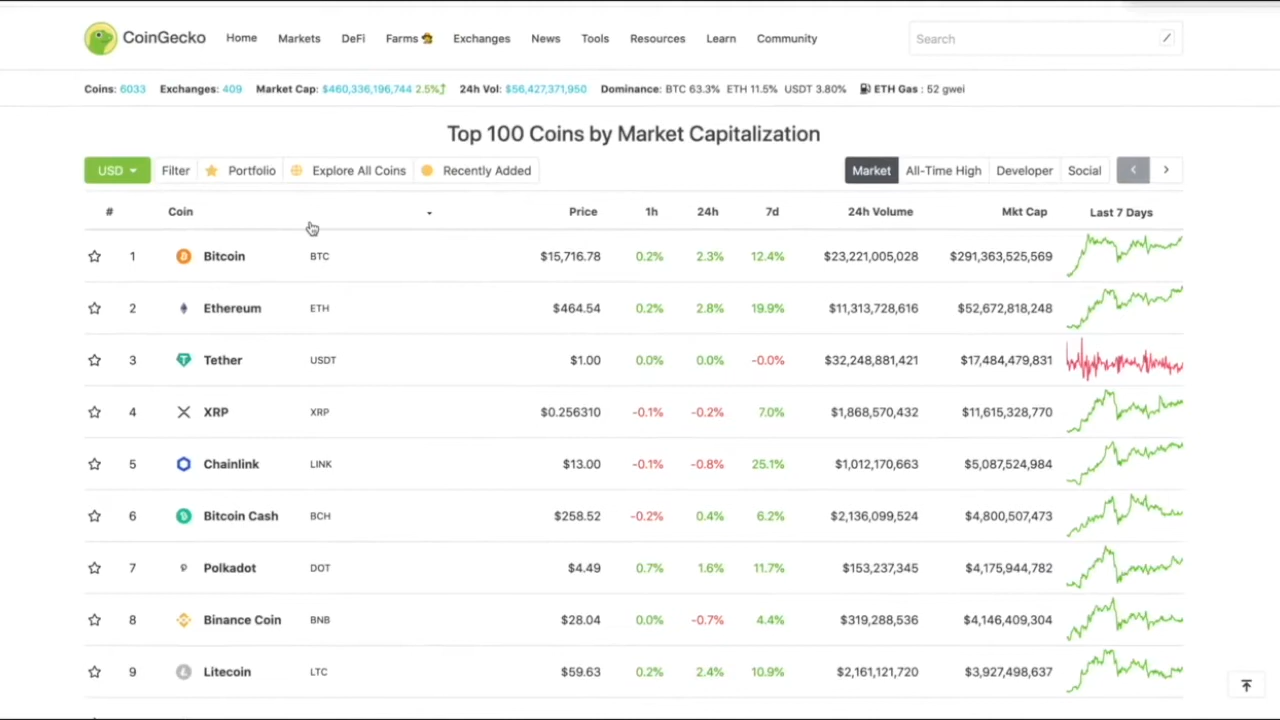 CoinGecko Home Markets DeFi Farms Exchanges News Tools Resources Learn Community Search /
Coins: 6033 Exchanges: 409 Market Cap: $460,336,196,744 2.5% 24h Vol: $56,427,371,950 Dominance: BTC 63.3% ETH 11.5% USDT 3.80% ETH Gas : 52 gwei
Top 100 Coins by Market Capitalization
USD Filter Portfolio Explore All Coins Recently Added Market All-Time High Developer Social
# Coin Price 1h 24h 7d 24h Volume Mkt Cap Last 7 Days
1 Bitcoin BTC $15,716.78 0.2% 2.3% 12.4% $23,221,005,028 $291,363,525,569
2 Ethereum ETH $464.54 0.2% 2.8% 19.9% $11,313,728,616 $52,672,818,248
3 Tether USDT $1.00 0.0% 0.0% -0.0% $32,248,881,421 $17,484,479,831
4 XRP XRP $0.256310 -0.1% -0.2% 7.0% $1,868,570,432 $11,615,328,770
5 Chainlink LINK $13.00 -0.1% -0.8% 25.1% $1,012,170,663 $5,087,524,984
6 Bitcoin Cash BCH $258.52 -0.2% 0.4% 6.2% $2,136,099,524 $4,800,507,473
7 Polkadot DOT $4.49 0.7% 1.6% 11.7% $153,237,345 $4,175,944,782
8 Binance Coin BNB $28.04 0.0% -0.7% 4.4% $319,288,536 $4,146,409,304
9 Litecoin LTC $59.63 0.2% 2.4% 10.9% $2,161,121,720 $3,927,498,637